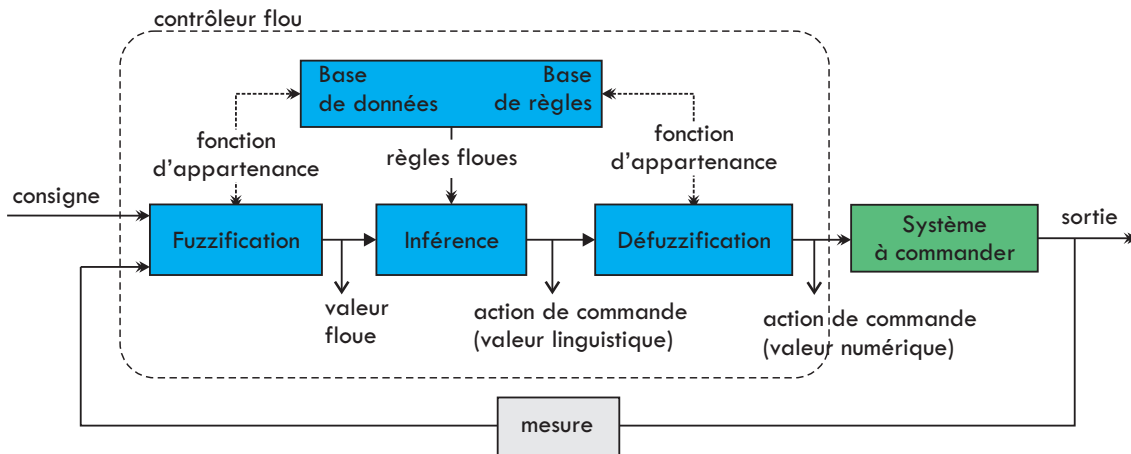 contrôleur flou
Base Base
de données de règles
fonction
d'appartenance
règles floues
fonction
d'appartenance
consigne
Fuzzification
Inférence
Défuzzification
Système
à commander
sortie
valeur
floue
action de commande
(valeur linguistique)
action de commande
(valeur numérique)
mesure